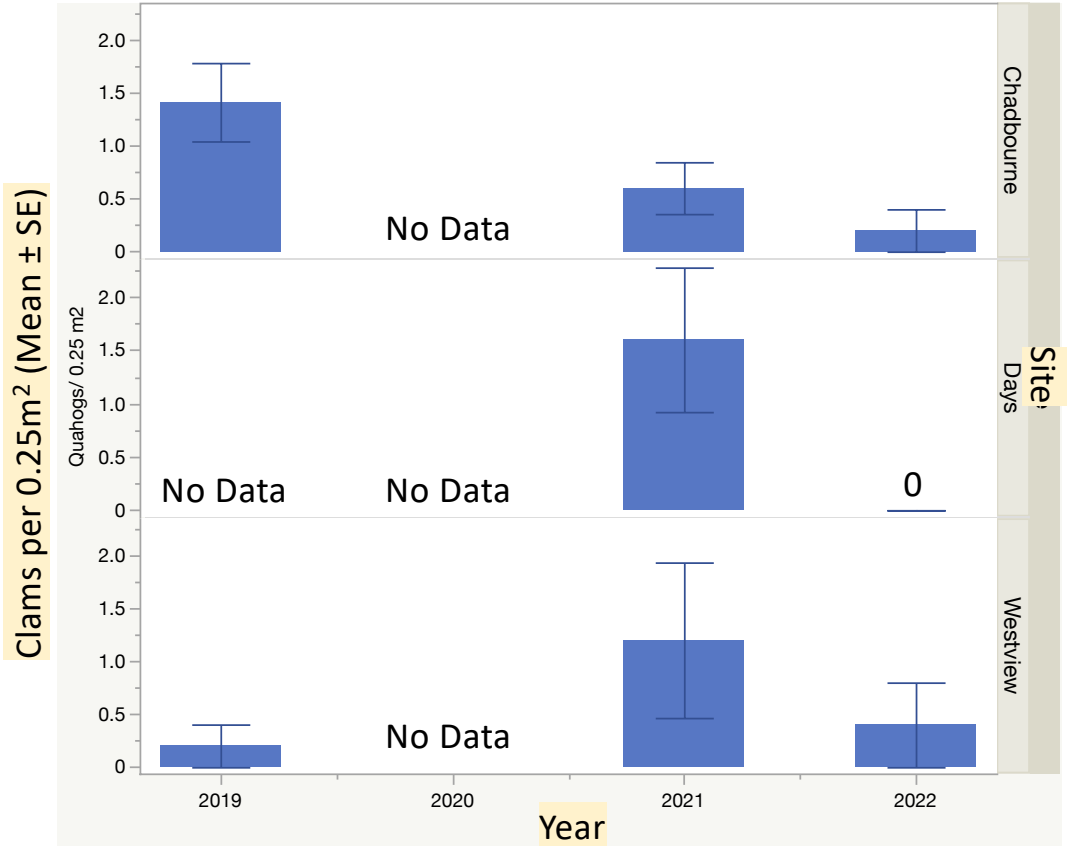 Clams per 0.25m² (Mean ± SE)
Quahogs/ 0.25 m2
2.0
1.5
1.0
0.5
0
No Data
Chadbourne
2.0
1.5
1.0
0.5
0
No Data
No Data
0
Days
Site
2.0
1.5
1.0
0.5
0
No Data
Westview
2019
2020
2021
2022
Year